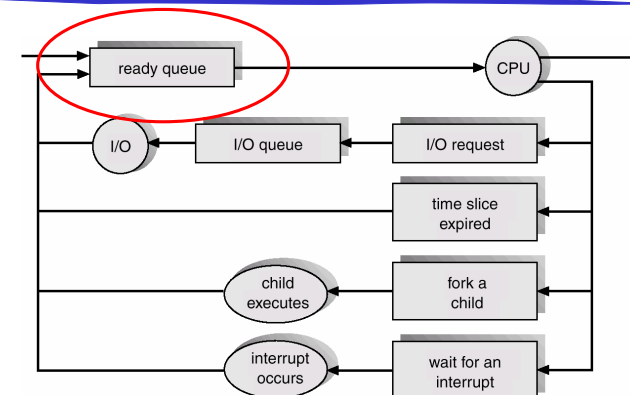 ready queue
CPU
I/O
I/O queue
I/O request
time slice
expired
child
executes
fork a
child
interrupt
occurs
wait for an
interrupt